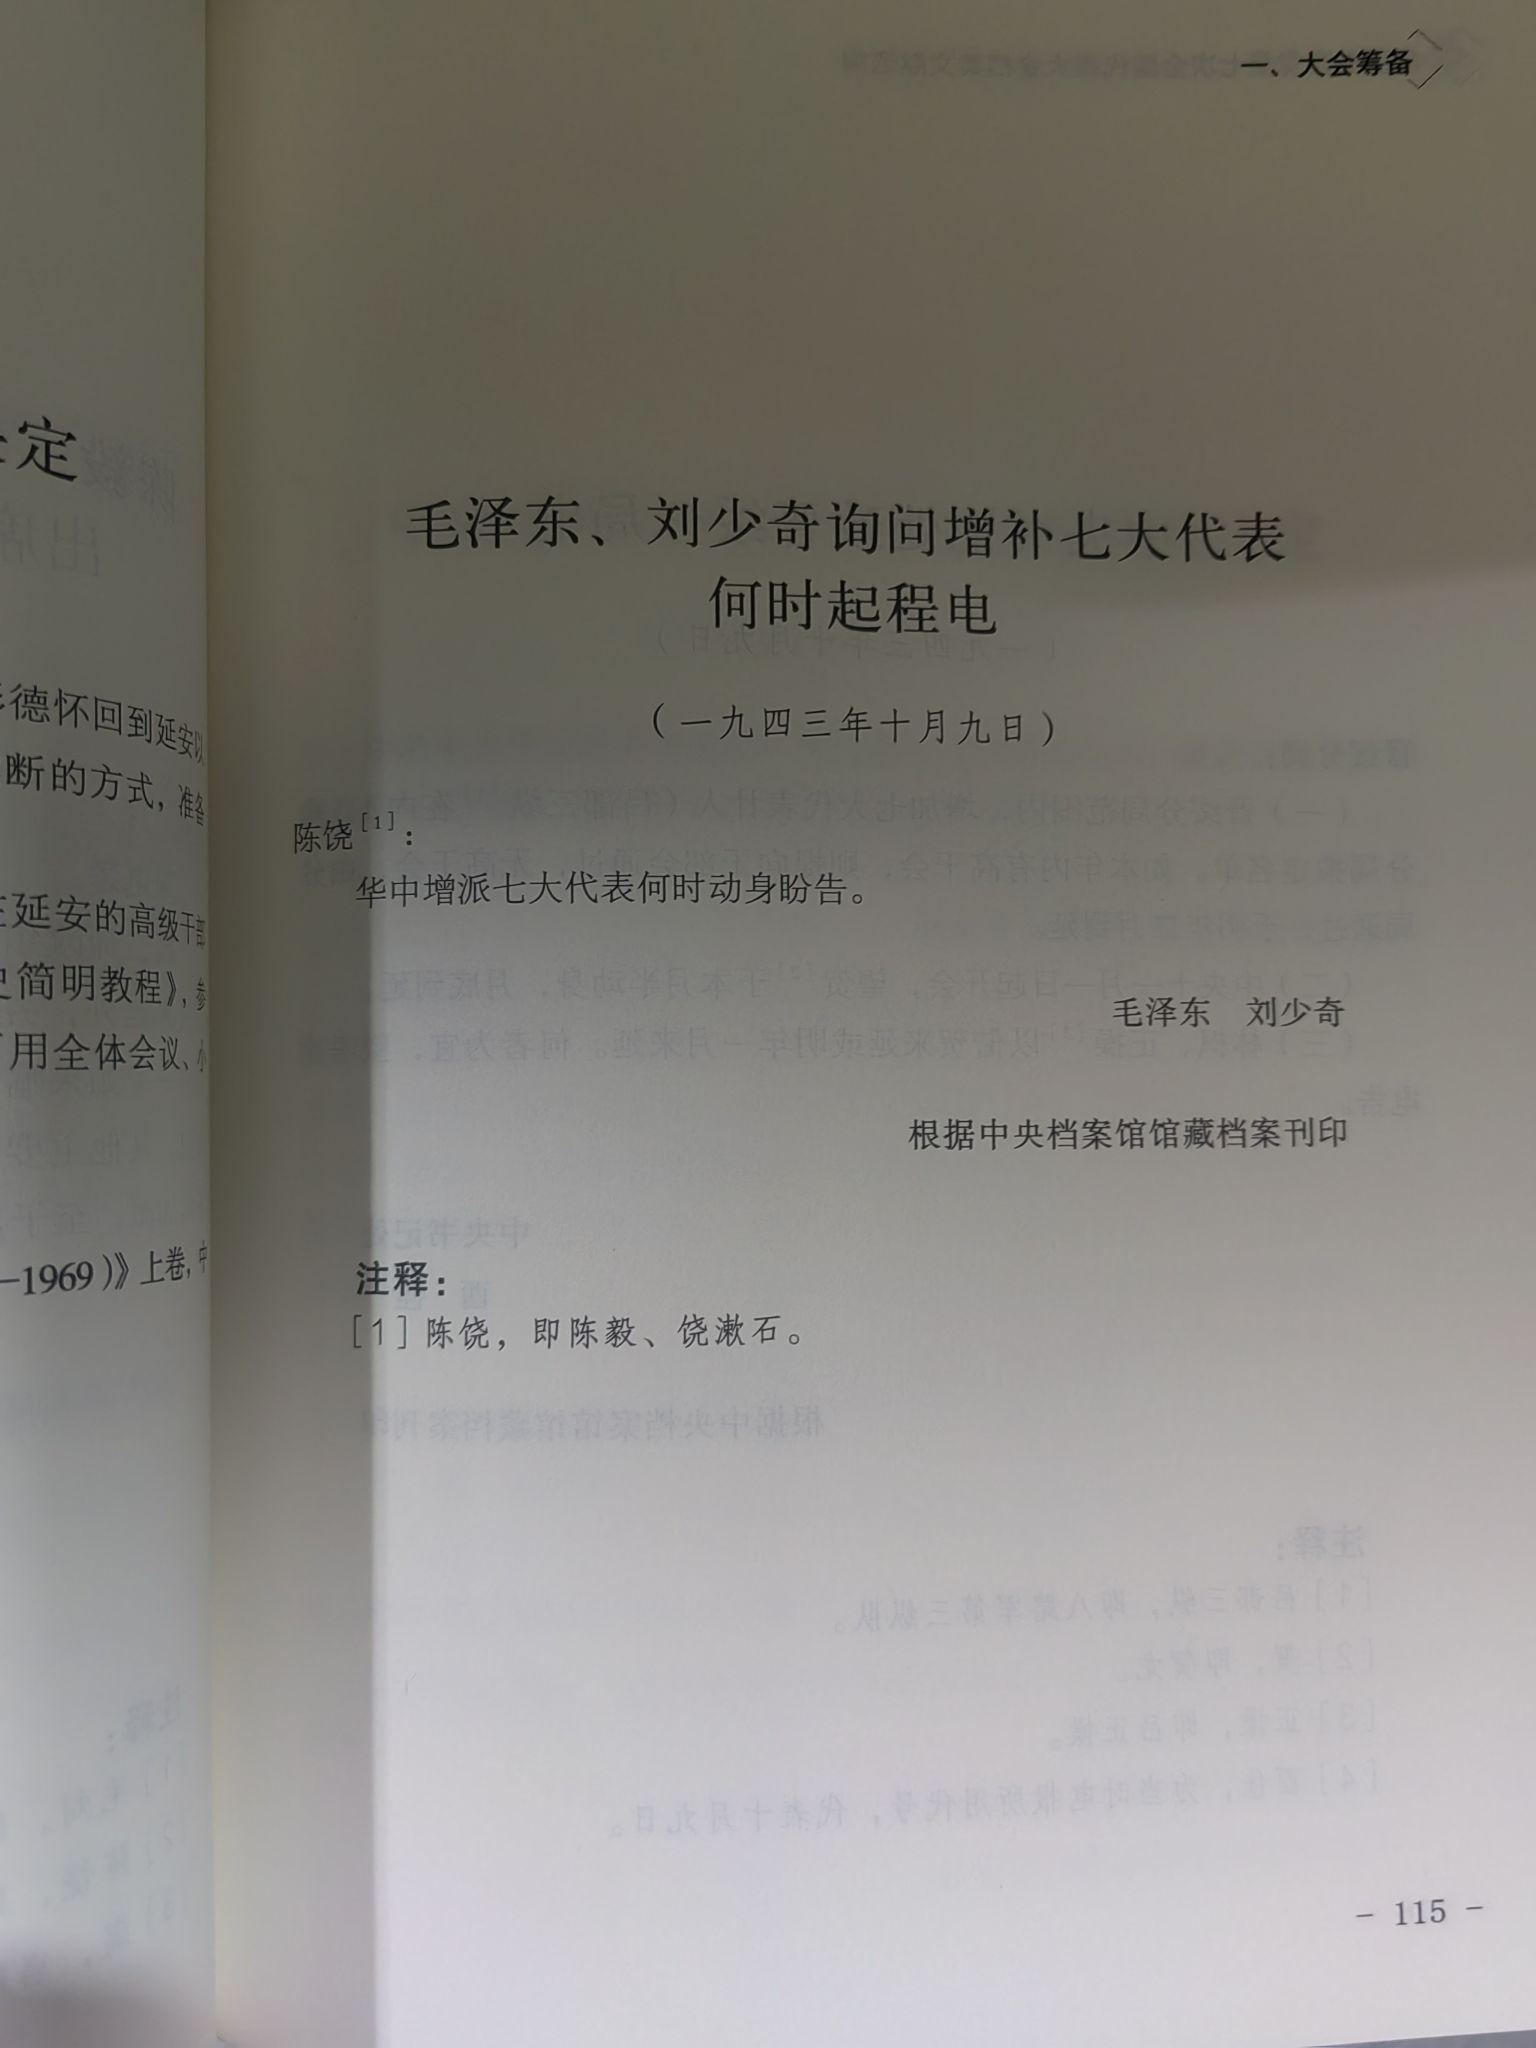 定
德怀回到延安以
断的方式，准备
延安的高级干部
史简明教程》，参
用全体会议、小
—1969）》上卷，中
一、大会筹备
毛泽东、刘少奇询问增补七大代表
何时起程电
（一九四三年十月九日）
陈饶[1]：
华中增派七大代表何时动身盼告。
毛泽东　刘少奇
根据中央档案馆馆藏档案刊印
注释：
[1]陈饶，即陈毅、饶漱石。
- 115 -